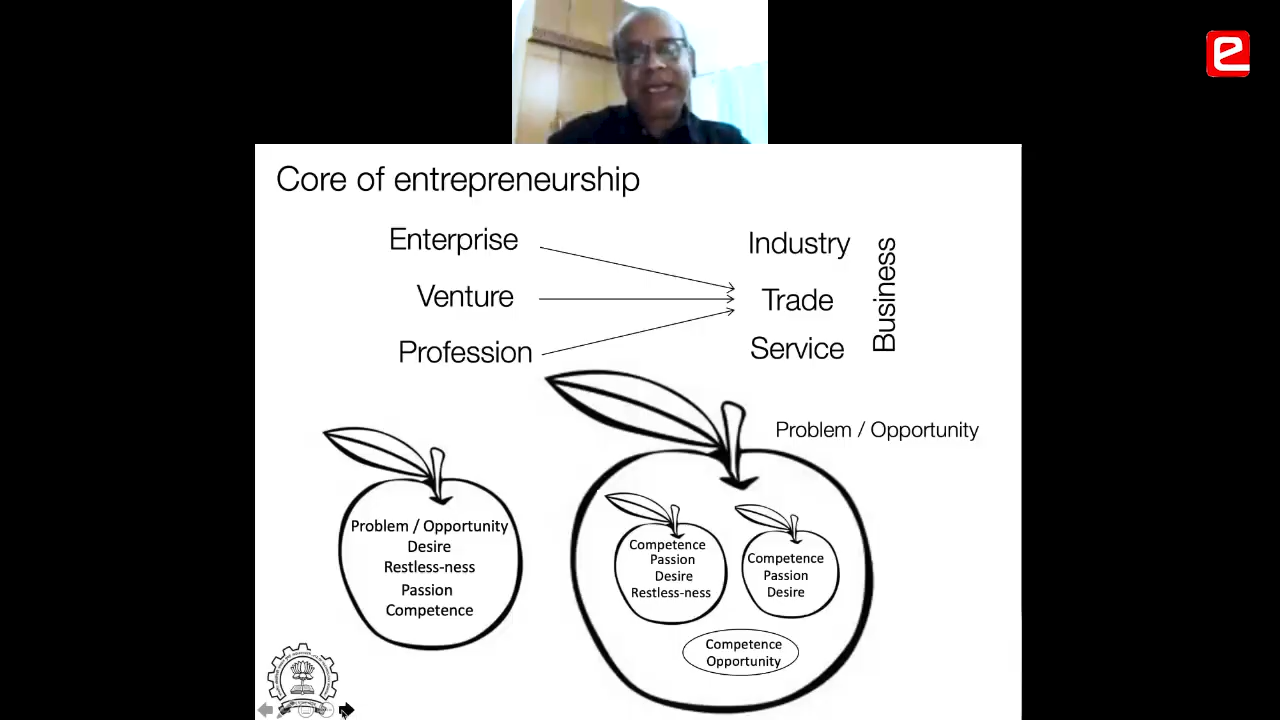 e
Core of entrepreneurship
Enterprise
Venture
Profession
Industry
Trade
Service
Business
Problem / Opportunity
Desire
Restless-ness
Passion
Competence
Problem / Opportunity
Competence
Passion
Desire
Restless-ness
Competence
Passion
Desire
Competence
Opportunity